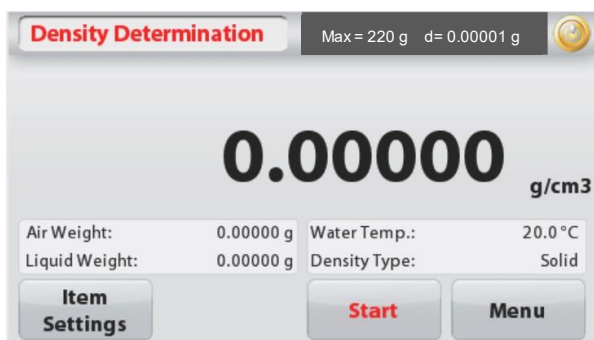 Density Determination
Max = 220 g d= 0.00001 g
0.00000
g/cm3
Air Weight: 0.00000 g
Liquid Weight: 0.00000 g
Water Temp.: 20.0 °C
Density Type: Solid
Item
Settings
Start
Menu